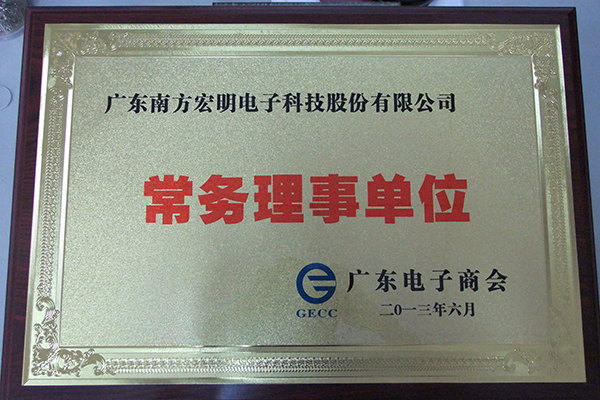 广东南方宏明电子科技股份有限公司
常务理事单位
广东电子商会
GECC
二0一三年六月